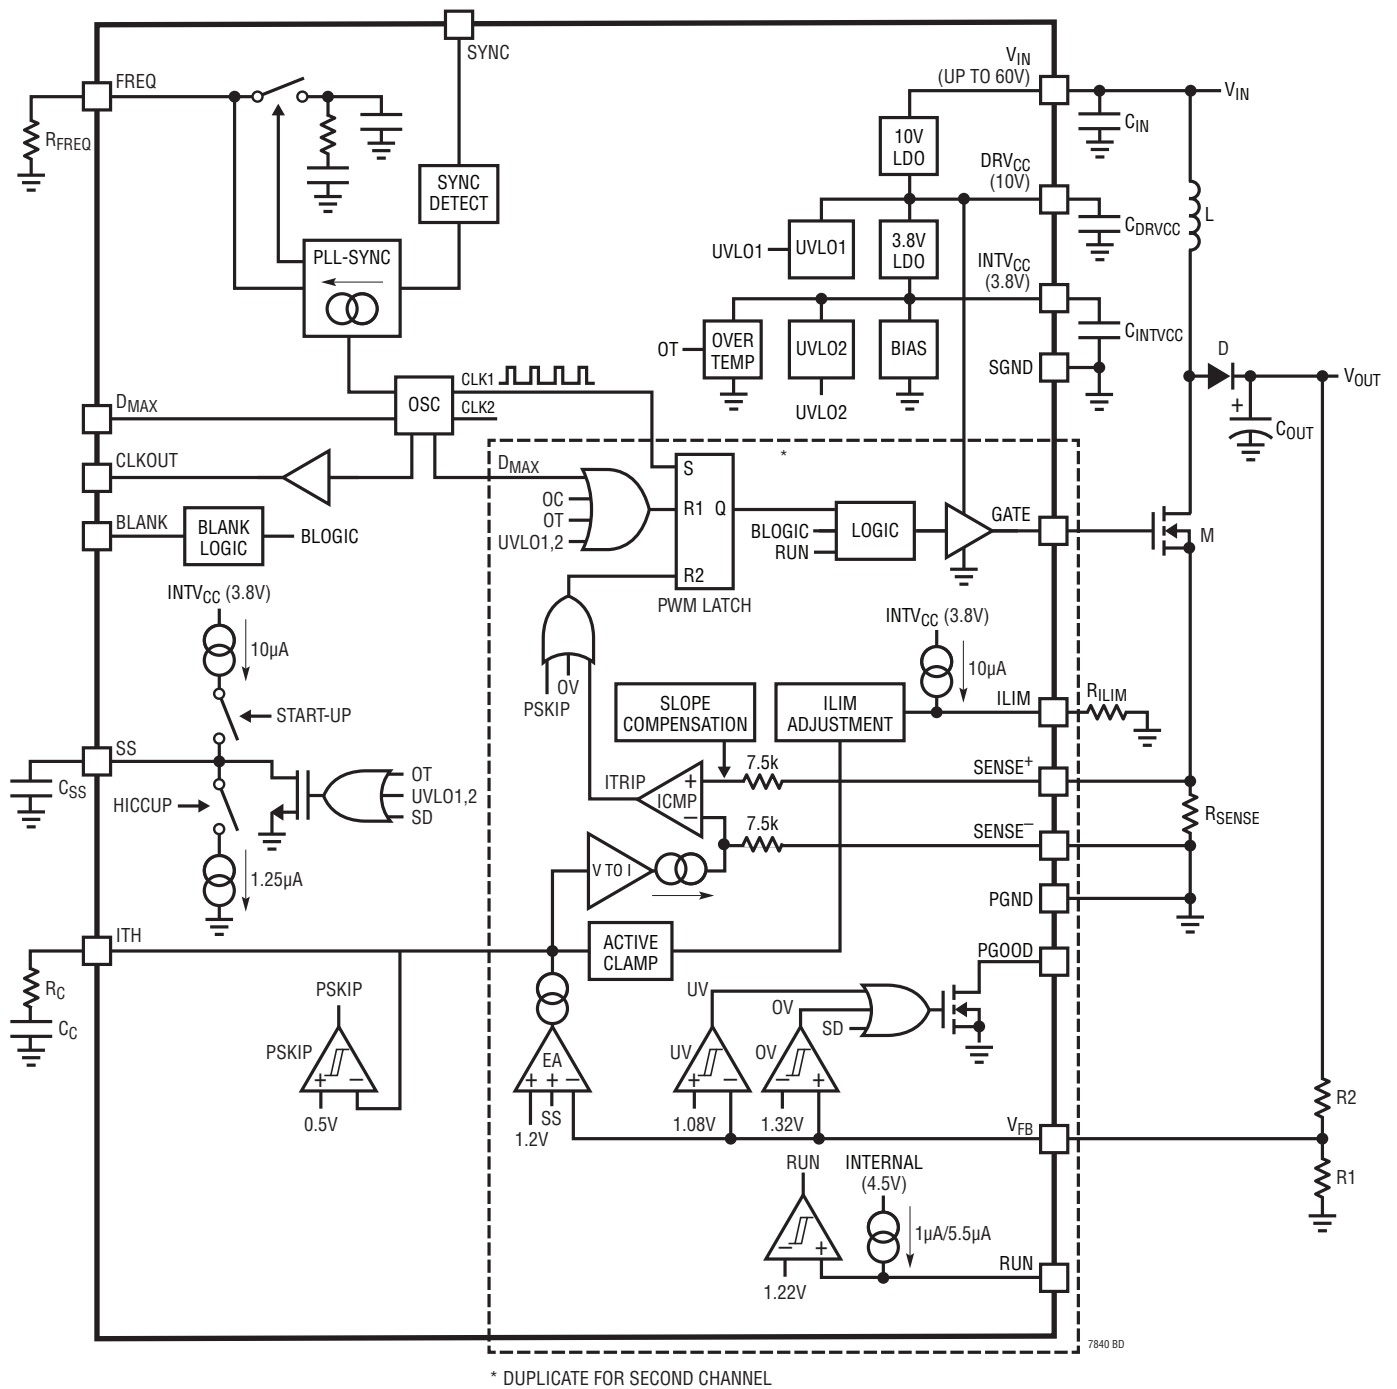 SYNC
FREQ
RFREQ
SYNC
DETECT
PLL-SYNC
VIN
(UP TO 60V)
VIN
CIN
10V
LDO
DRVCC
(10V)
CDRVCC
L
UVLO1
UVLO1
3.8V
LDO
INTVCC
(3.8V)
CINTVCC
OT
OVER
TEMP
UVLO2
BIAS
UVLO2
SGND
D
VOUT
+
COUT
DMAX
OSC
CLK1
CLK2
CLKOUT
BLANK
BLANK
LOGIC
BLOGIC
*
DMAX
OC
OT
UVLO1,2
S
R1 Q
R2
PWM LATCH
BLOGIC
RUN
LOGIC
GATE
M
INTVCC (3.8V)
10µA
START-UP
SS
CSS
HICCUP
OT
UVLO1,2
SD
1.25µA
PSKIP
OV
SLOPE
COMPENSATION
ILIM
ADJUSTMENT
INTVCC (3.8V)
10µA
ILIM
RILIM
ITRIP
ICMP
+
–
7.5k
7.5k
SENSE+
SENSE–
RSENSE
V TO I
PGND
ITH
RC
CC
ACTIVE
CLAMP
PGOOD
PSKIP
PSKIP
+ –
0.5V
EA
+ + –
SS
1.2V
UV
UV
+ –
1.08V
OV
OV
– +
1.32V
SD
VFB
R2
R1
RUN
– +
1.22V
INTERNAL
(4.5V)
1µA/5.5µA
RUN
7840 BD
* DUPLICATE FOR SECOND CHANNEL